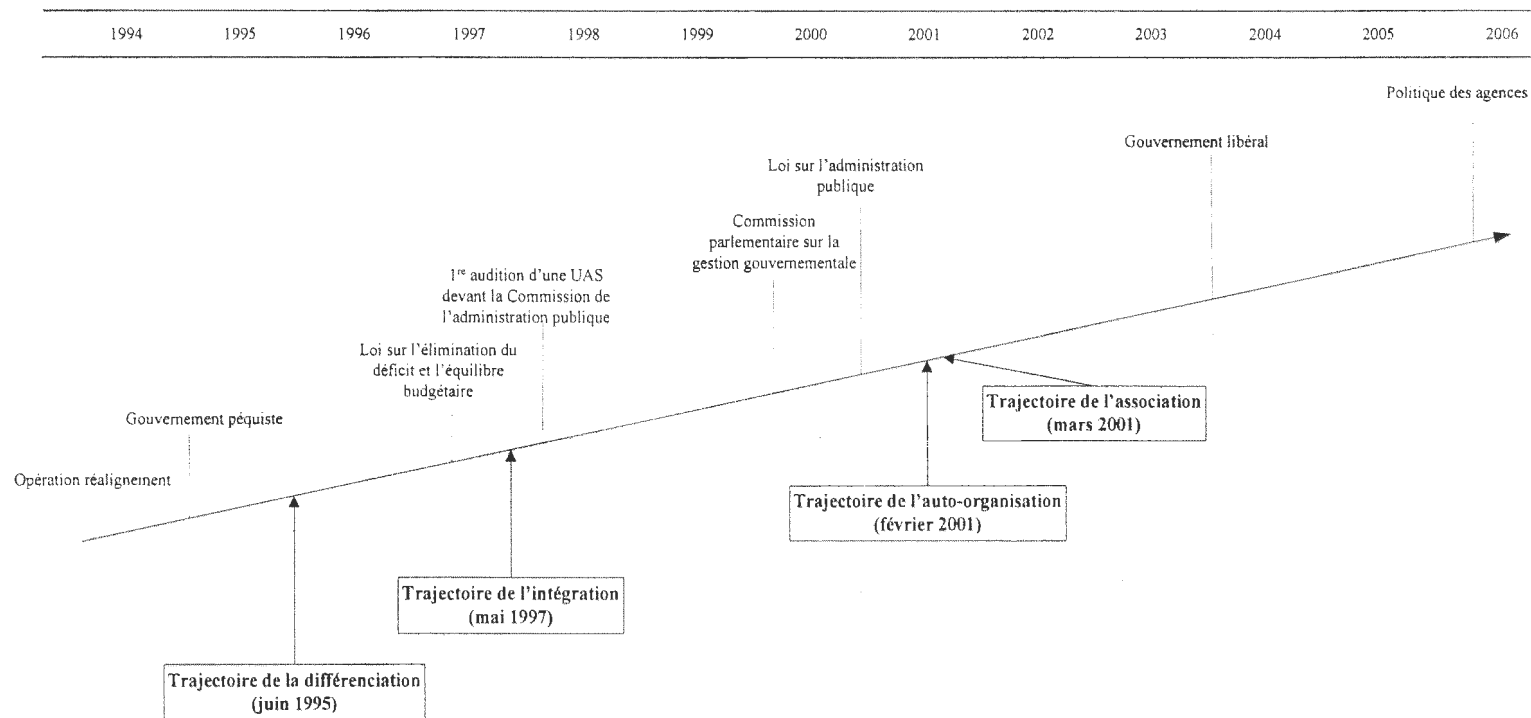 1994 1995 1996 1997 1998 1999 2000 2001 2002 2003 2004 2005 2006
Politique des agences
Gouvernement libéral
Loi sur l'administration
publique
Commission
parlementaire sur la
gestion gouvernementale
1re audition d'une UAS
devant la Commission de
l'administration publique
Loi sur l'élimination du
déficit et l'équilibre
budgétaire
Gouvernement péquiste
Opération réalignement
Trajectoire de l'association
(mars 2001)
Trajectoire de l'auto-organisation
(février 2001)
Trajectoire de l'intégration
(mai 1997)
Trajectoire de la différenciation
(juin 1995)